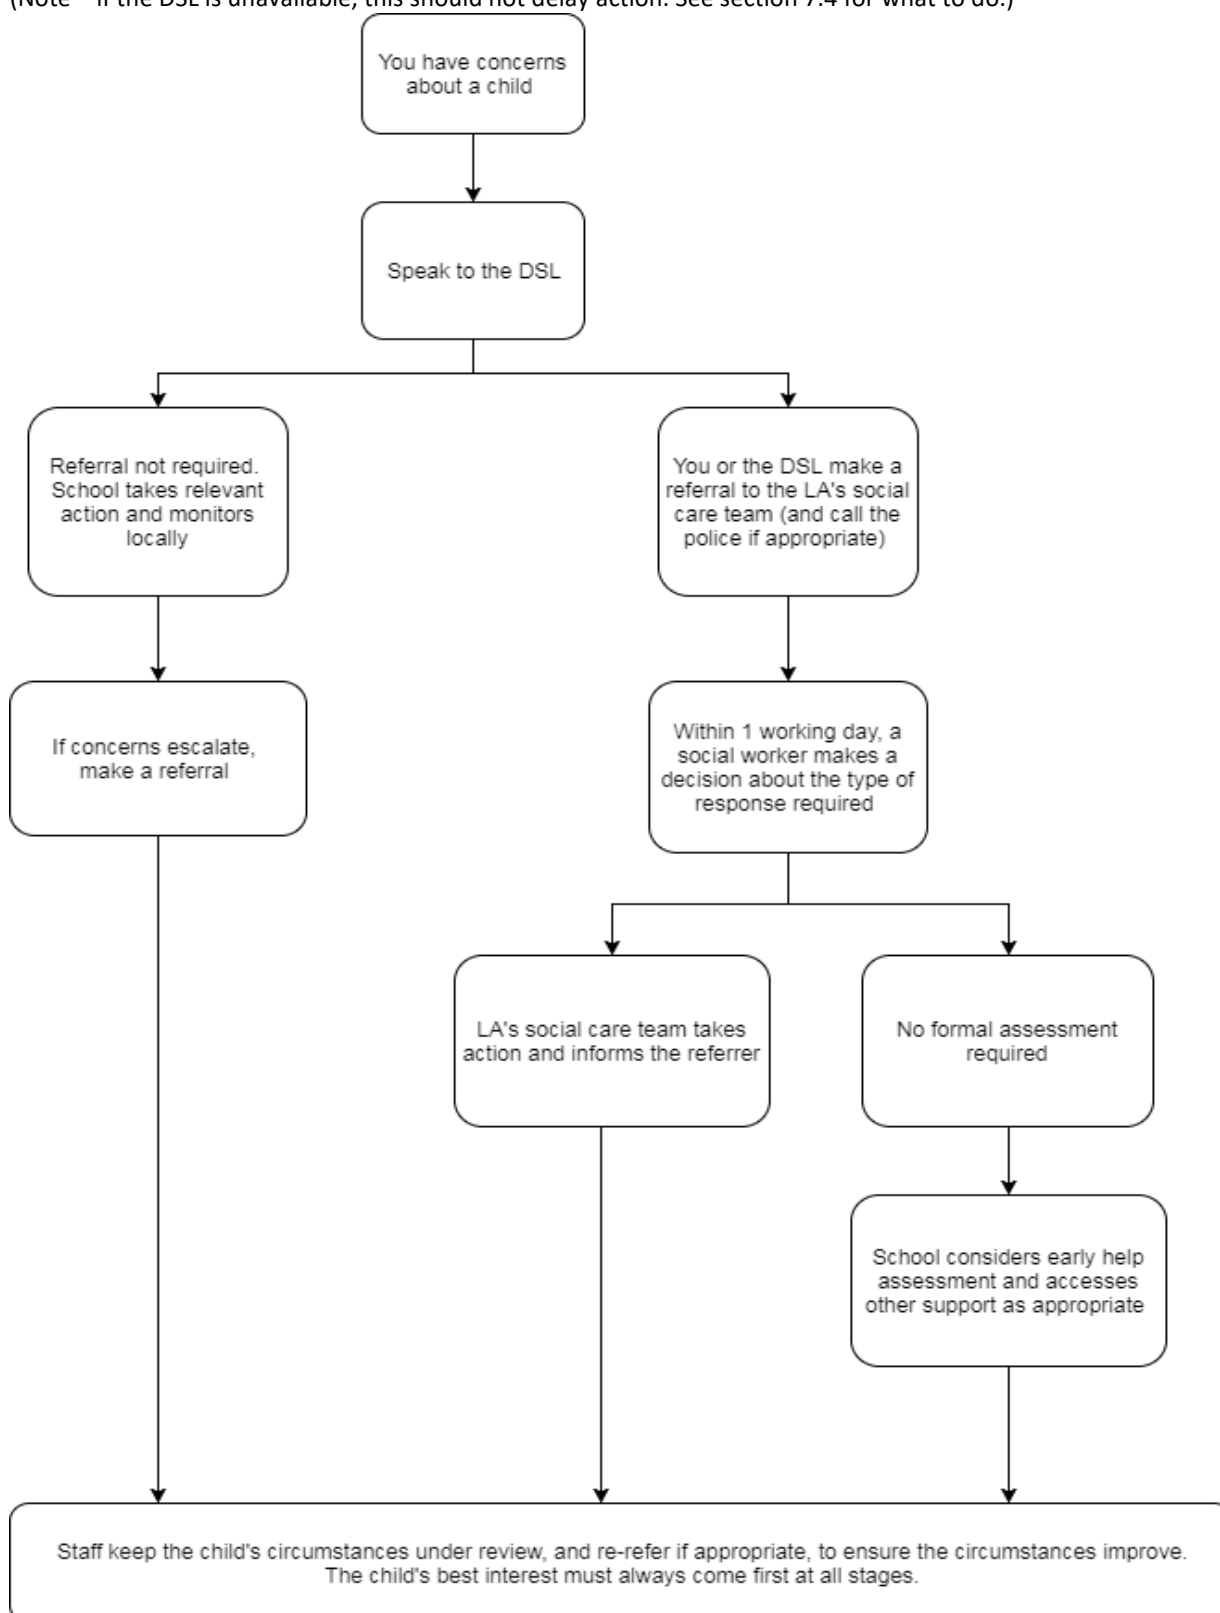 (Note – if the DSL is unavailable, this should not delay action. See section 7.4 for what to do.)
You have concerns
about a child
Speak to the DSL
Referral not required.
School takes relevant
action and monitors
locally
You or the DSL make a
referral to the LA's social
care team (and call the
police if appropriate)
If concerns escalate,
make a referral
Within 1 working day, a
social worker makes a
decision about the type of
response required
LA's social care team takes
action and informs the referrer
No formal assessment
required
School considers early help
assessment and accesses
other support as appropriate
Staff keep the child's circumstances under review, and re-refer if appropriate, to ensure the circumstances improve.
The child's best interest must always come first at all stages.